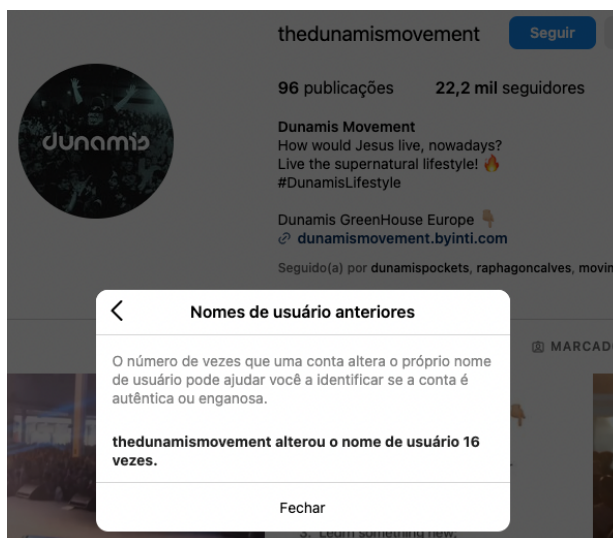 thedunamismovement Seguir
96 publicações 22,2 mil seguidores
Dunamis Movement
How would Jesus live, nowadays?
Live the supernatural lifestyle! 🔥
#DunamisLifestyle
Dunamis GreenHouse Europe 👇🏼
dunamismovement.byinti.com
Seguido(a) por dunamispockets, raphagoncalves, movin
dunamis
MARCAD
Nomes de usuário anteriores
O número de vezes que uma conta altera o próprio nome
de usuário pode ajudar você a identificar se a conta é
autêntica ou enganosa.
thedunamismovement alterou o nome de usuário 16
vezes.
Fechar
3. Learn something new.